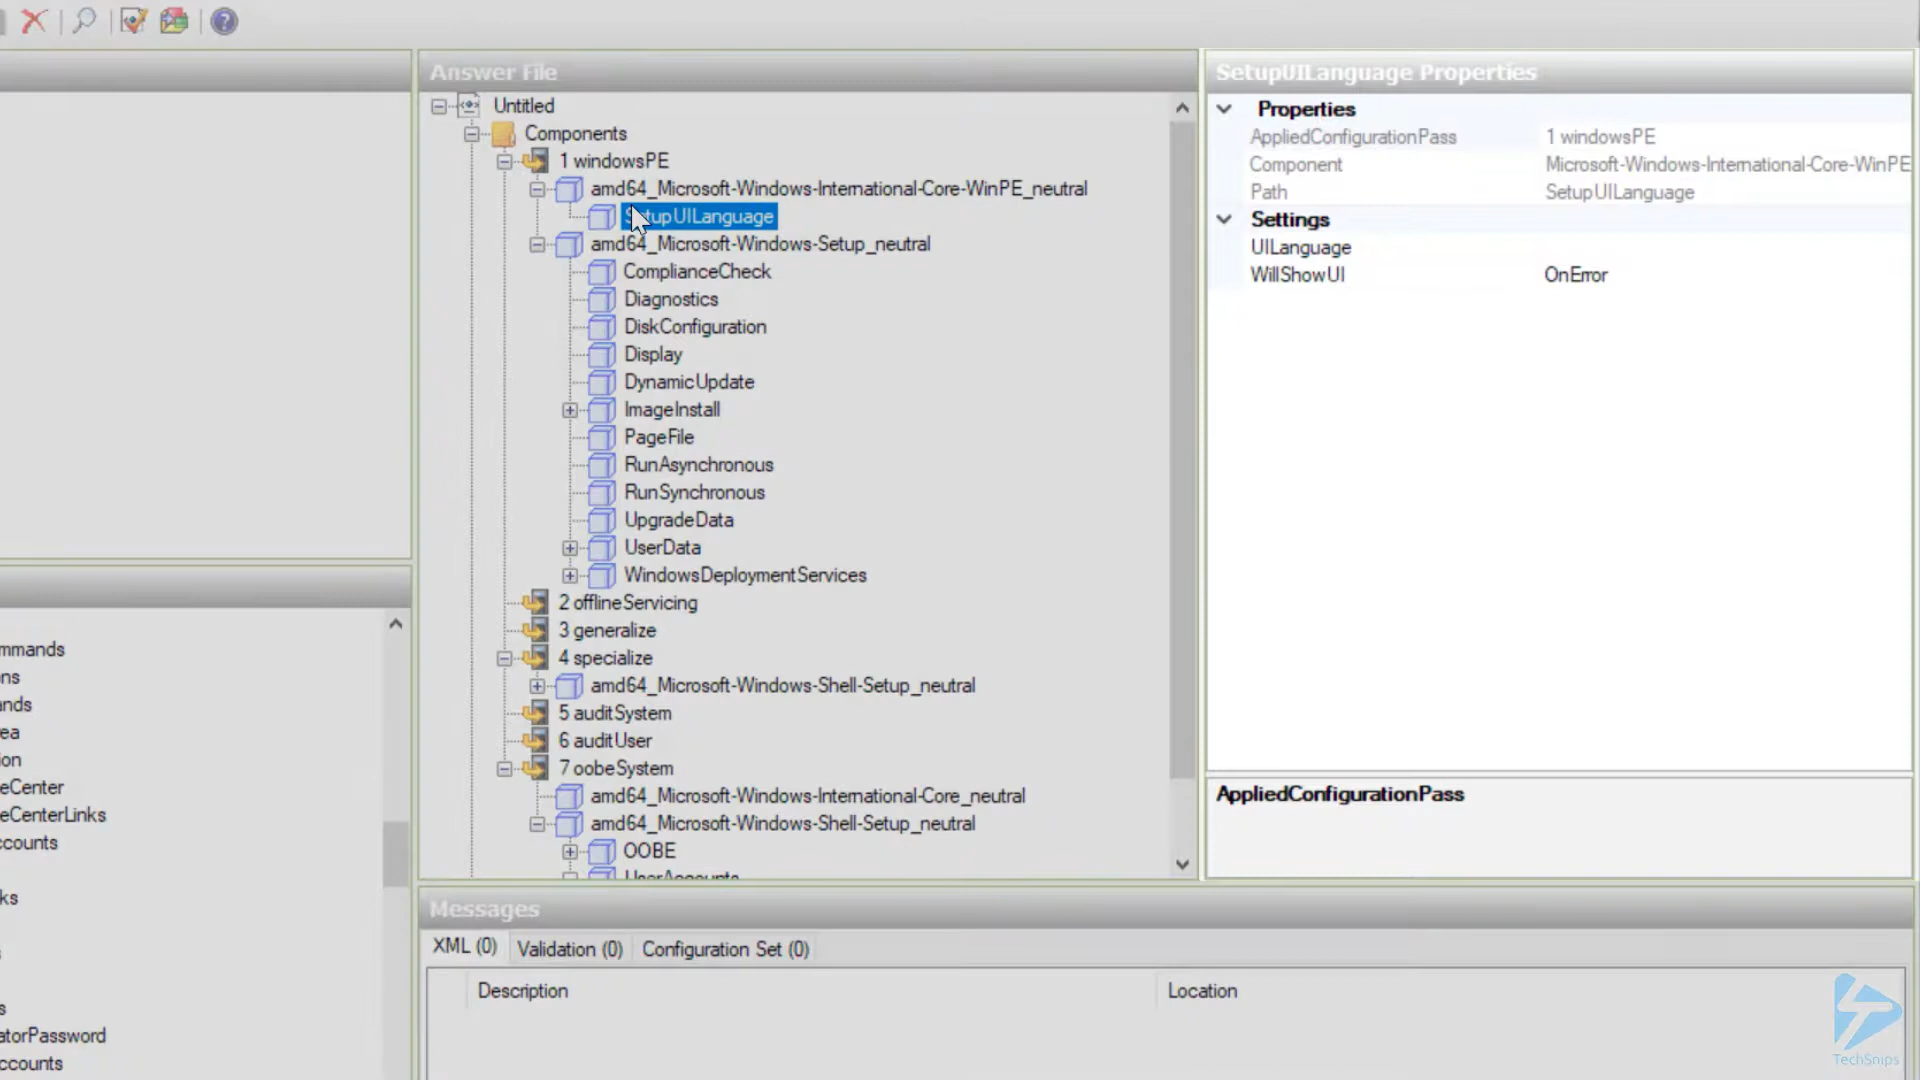 Answer File
Untitled
Components
1 windowsPE
amd64_Microsoft-Windows-International-Core-WinPE_neutral
SetupUILanguage
amd64_Microsoft-Windows-Setup_neutral
ComplianceCheck
Diagnostics
DiskConfiguration
Display
DynamicUpdate
ImageInstall
PageFile
RunAsynchronous
RunSynchronous
UpgradeData
UserData
WindowsDeploymentServices
2 offlineServicing
3 generalize
4 specialize
amd64_Microsoft-Windows-Shell-Setup_neutral
5 auditSystem
6 auditUser
7 oobeSystem
amd64_Microsoft-Windows-International-Core_neutral
amd64_Microsoft-Windows-Shell-Setup_neutral
OOBE
UserAccounts
SetupUILanguage Properties
Properties
AppliedConfigurationPass 1 windowsPE
Component Microsoft-Windows-International-Core-WinPE
Path SetupUILanguage
Settings
UILanguage
WillShowUI OnError
AppliedConfigurationPass
mmands
ns
ands
ea
ion
eCenter
eCenterLinks
ccounts
ks
s
atorPassword
ccounts
Messages
XML (0) Validation (0) Configuration Set (0)
Description Location
TechSnips